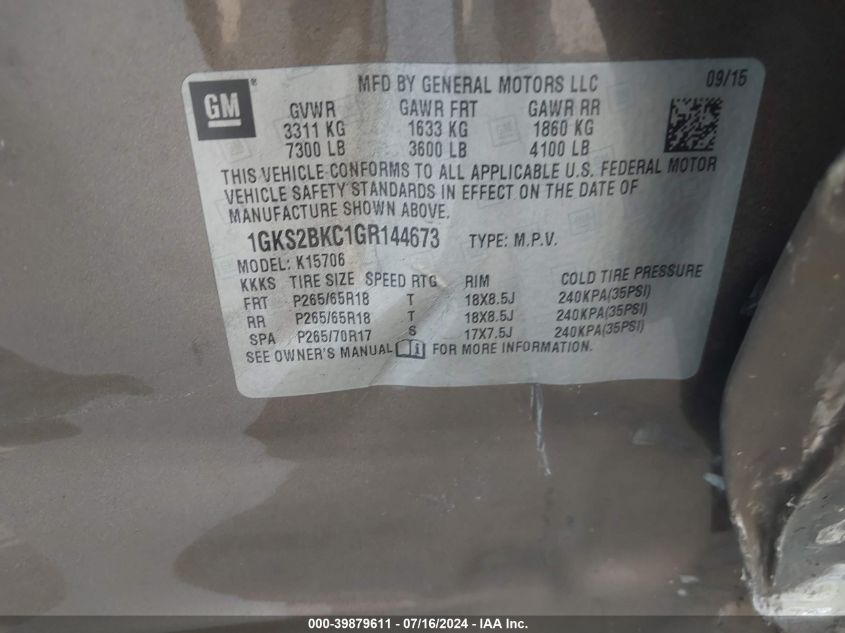 GM ®
MFD BY GENERAL MOTORS LLC 09/15
GVWR GAWR FRT GAWR RR
3311 KG 1633 KG 1860 KG
7300 LB 3600 LB 4100 LB
THIS VEHICLE CONFORMS TO ALL APPLICABLE U.S. FEDERAL MOTOR
VEHICLE SAFETY STANDARDS IN EFFECT ON THE DATE OF
MANUFACTURE SHOWN ABOVE.
1GKS2BKC1GR144673 TYPE: M.P.V.
MODEL: K15706
KKKS TIRE SIZE SPEED RTG RIM COLD TIRE PRESSURE
FRT P265/65R18 T 18X8.5J 240KPA(35PSI)
RR P265/65R18 T 18X8.5J 240KPA(35PSI)
SPA P265/70R17 S 17X7.5J 240KPA(35PSI)
SEE OWNER'S MANUAL FOR MORE INFORMATION.
000-39879611 - 07/16/2024 - IAA Inc.